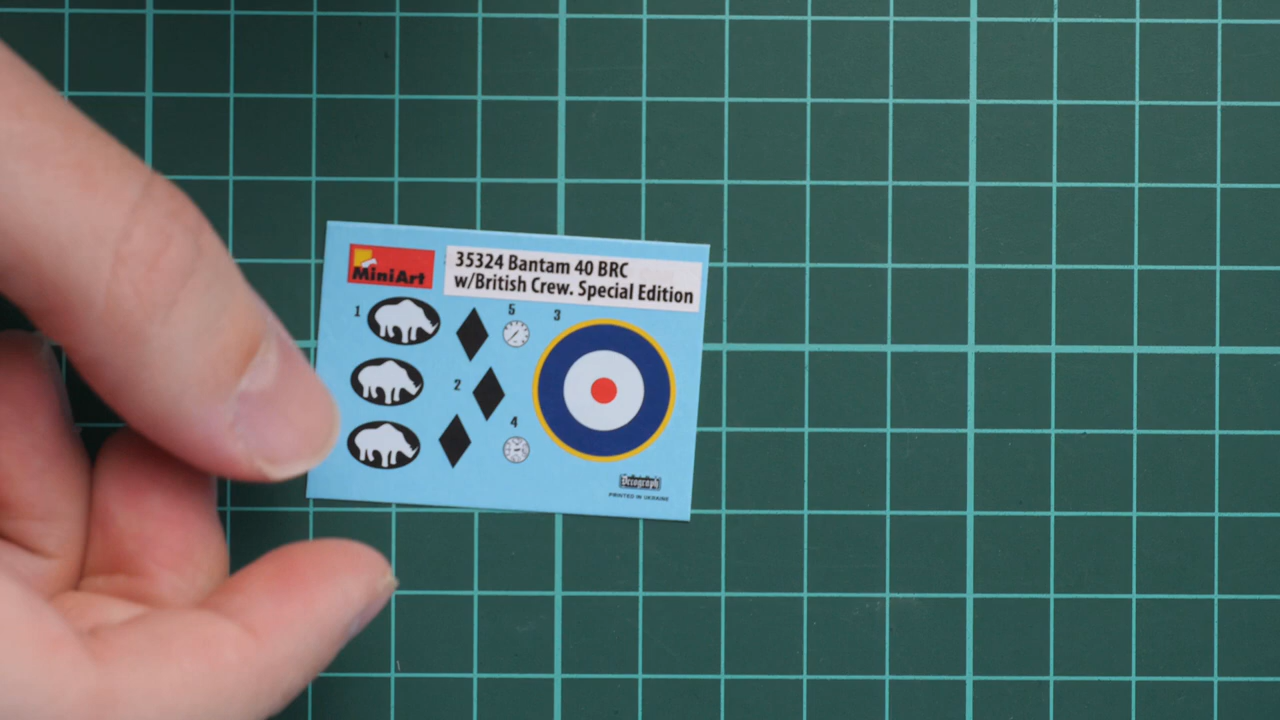 MiniArt
35324 Bantam 40 BRC
w/British Crew. Special Edition
1
5
3
2
4
Decograph
PRINTED IN UKRAINE